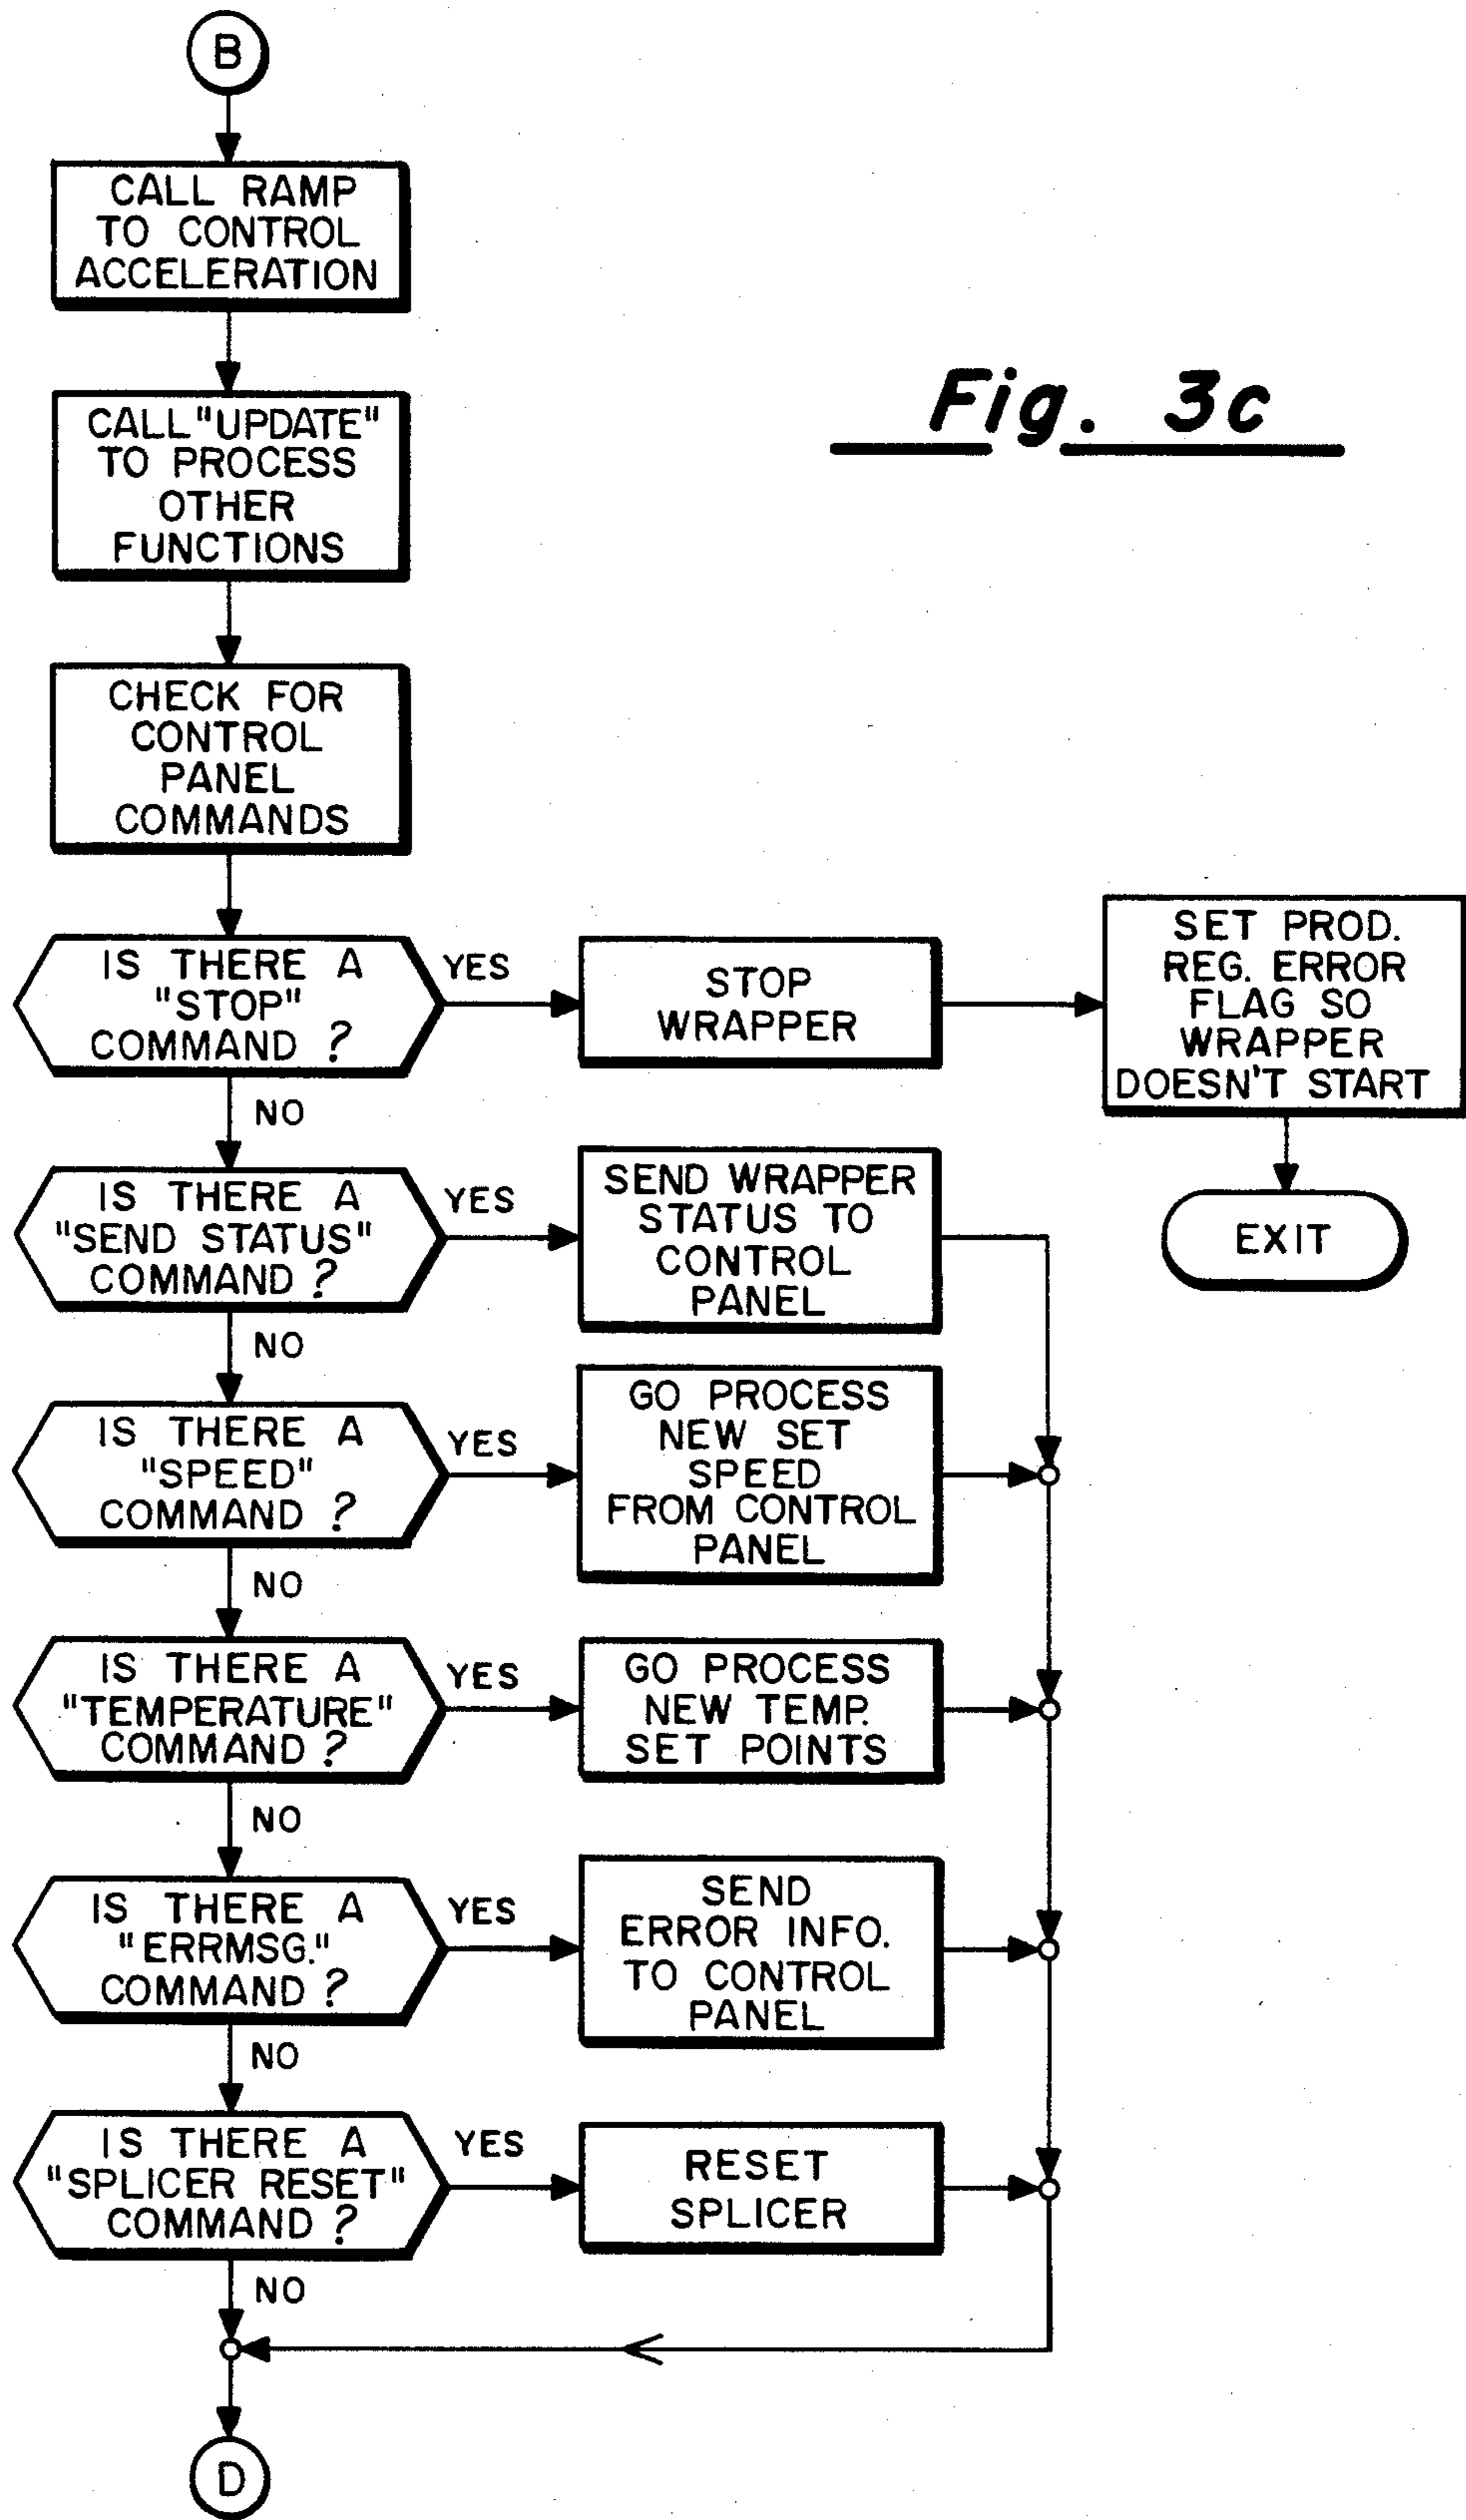 B
CALL RAMP
TO CONTROL
ACCELERATION
CALL "UPDATE"
TO PROCESS
OTHER
FUNCTIONS
Fig. 3c
CHECK FOR
CONTROL
PANEL
COMMANDS
IS THERE A
"STOP"
COMMAND ?
YES
STOP
WRAPPER
SET PROD.
REG. ERROR
FLAG SO
WRAPPER
DOESN'T START
EXIT
NO
IS THERE A
"SEND STATUS"
COMMAND ?
YES
SEND WRAPPER
STATUS TO
CONTROL
PANEL
NO
IS THERE A
"SPEED"
COMMAND ?
YES
GO PROCESS
NEW SET
SPEED
FROM CONTROL
PANEL
NO
IS THERE A
"TEMPERATURE"
COMMAND ?
YES
GO PROCESS
NEW TEMP.
SET POINTS
NO
IS THERE A
"ERRMSG."
COMMAND ?
YES
SEND
ERROR INFO.
TO CONTROL
PANEL
NO
IS THERE A
"SPLICER RESET"
COMMAND ?
YES
RESET
SPLICER
NO
D